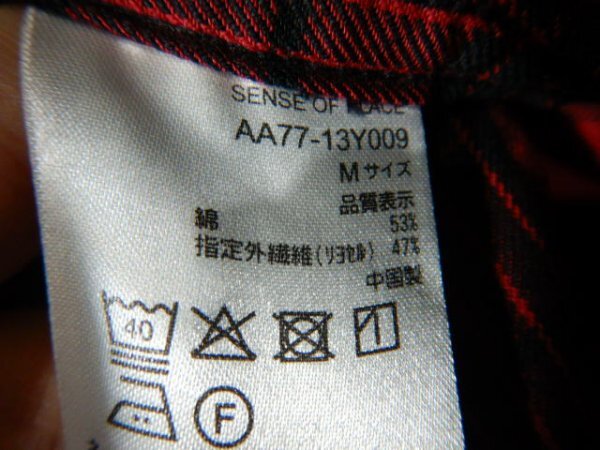 SENSE OF PLACE
AA77-13Y009
Mサイズ
品質表示
綿 53%
指定外繊維(リヨセル) 47%
中国製
40
F